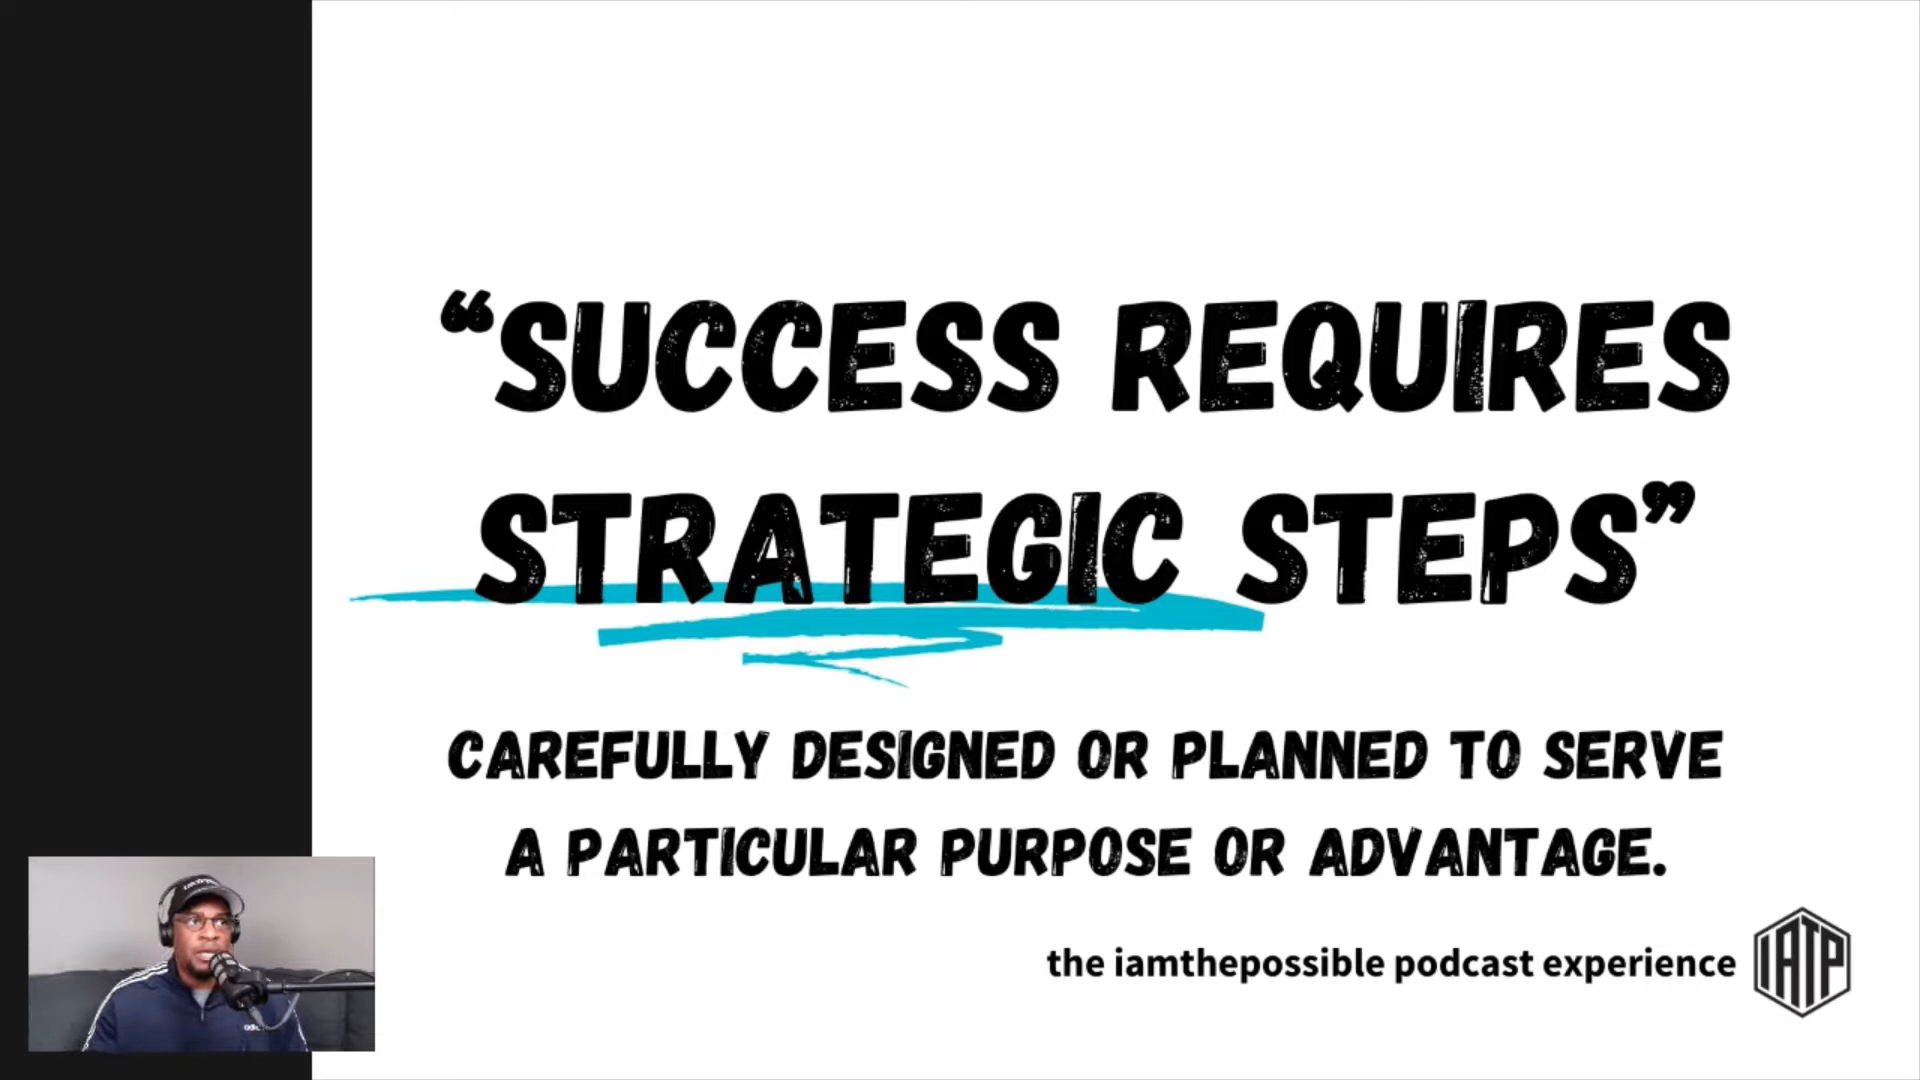 “SUCCESS REQUIRES
STRATEGIC STEPS”
CAREFULLY DESIGNED OR PLANNED TO SERVE
A PARTICULAR PURPOSE OR ADVANTAGE.
the iamthepossible podcast experience
IATP